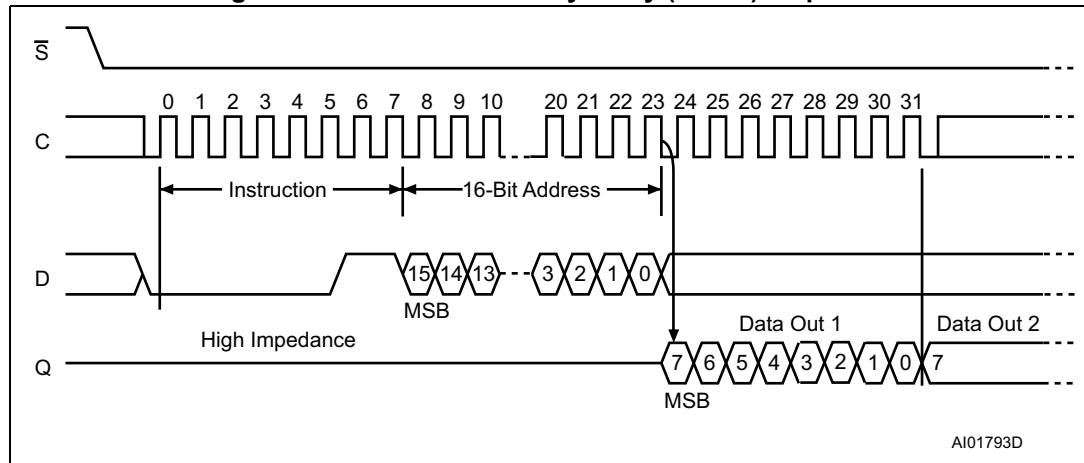 S
0 1 2 3 4 5 6 7 8 9 10 20 21 22 23 24 25 26 27 28 29 30 31
C
Instruction 16-Bit Address
D
15 14 13 3 2 1 0
MSB
High Impedance Data Out 1 Data Out 2
Q
7 6 5 4 3 2 1 0 7
MSB
AI01793D